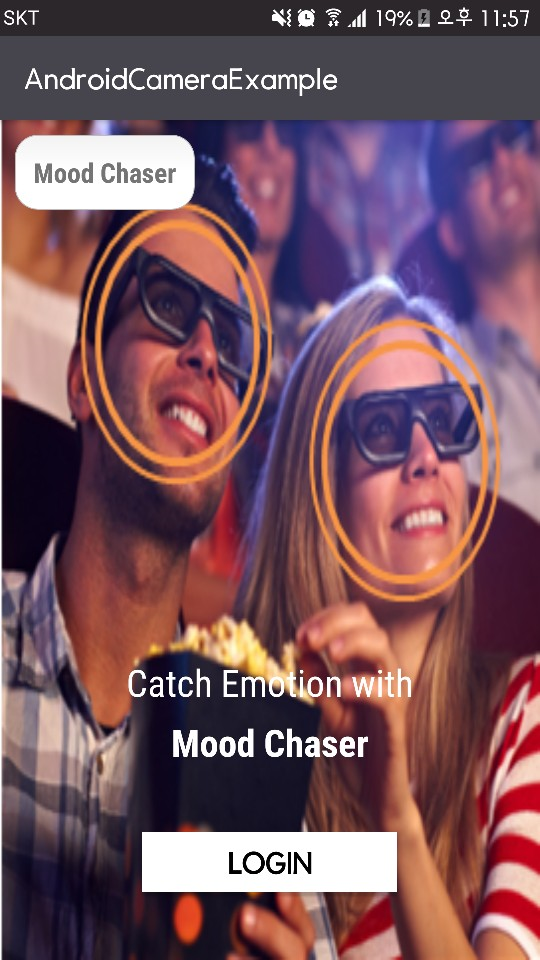 SKT 19% 오후 11:57
AndroidCameraExample
Mood Chaser
Catch Emotion with
Mood Chaser
LOGIN